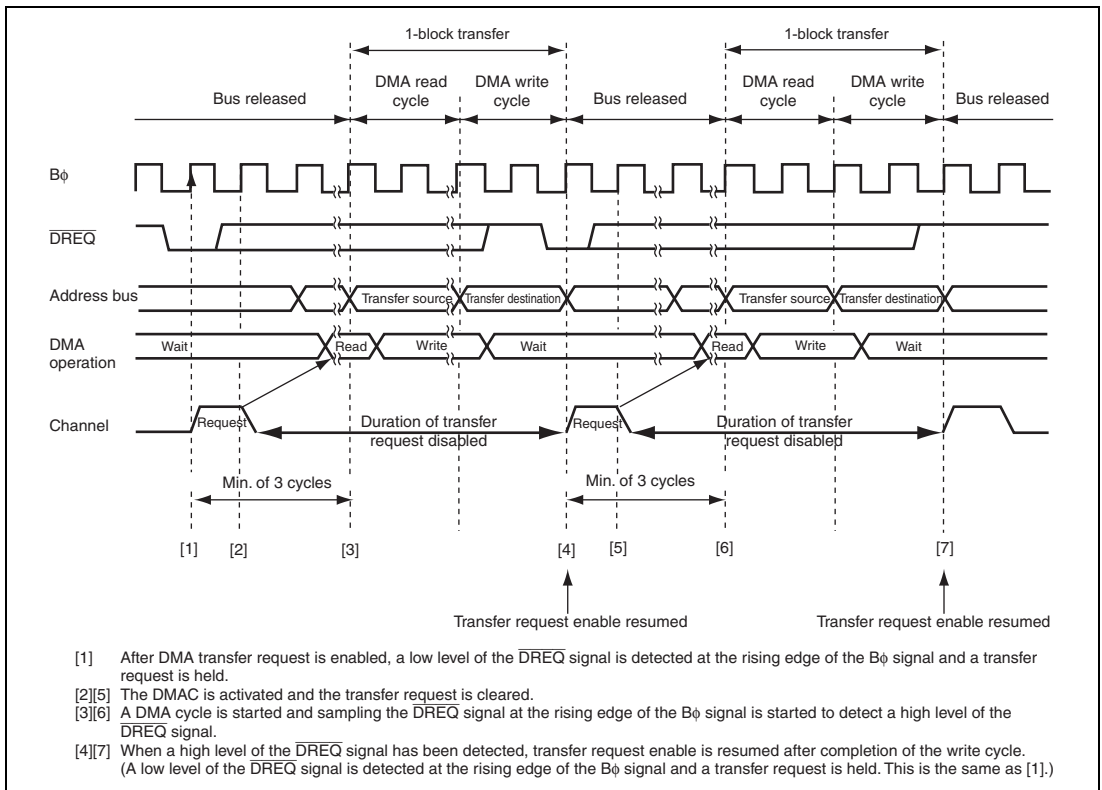 1-block transfer 1-block transfer
DMA read cycle DMA write cycle DMA read cycle DMA write cycle
Bus released Bus released Bus released
Bϕ
DREQ
Address bus Transfer source Transfer destination Transfer source Transfer destination
DMA operation Wait Read Write Wait Read Write Wait
Channel Request Duration of transfer request disabled Request Duration of transfer request disabled
Min. of 3 cycles Min. of 3 cycles
[1] [2] [3] [4] [5] [6] [7]
Transfer request enable resumed Transfer request enable resumed
[1] After DMA transfer request is enabled, a low level of the DREQ signal is detected at the rising edge of the Bϕ signal and a transfer
request is held.
[2][5] The DMAC is activated and the transfer request is cleared.
[3][6] A DMA cycle is started and sampling the DREQ signal at the rising edge of the Bϕ signal is started to detect a high level of the
DREQ signal.
[4][7] When a high level of the DREQ signal has been detected, transfer request enable is resumed after completion of the write cycle.
(A low level of the DREQ signal is detected at the rising edge of the Bϕ signal and a transfer request is held. This is the same as [1].)